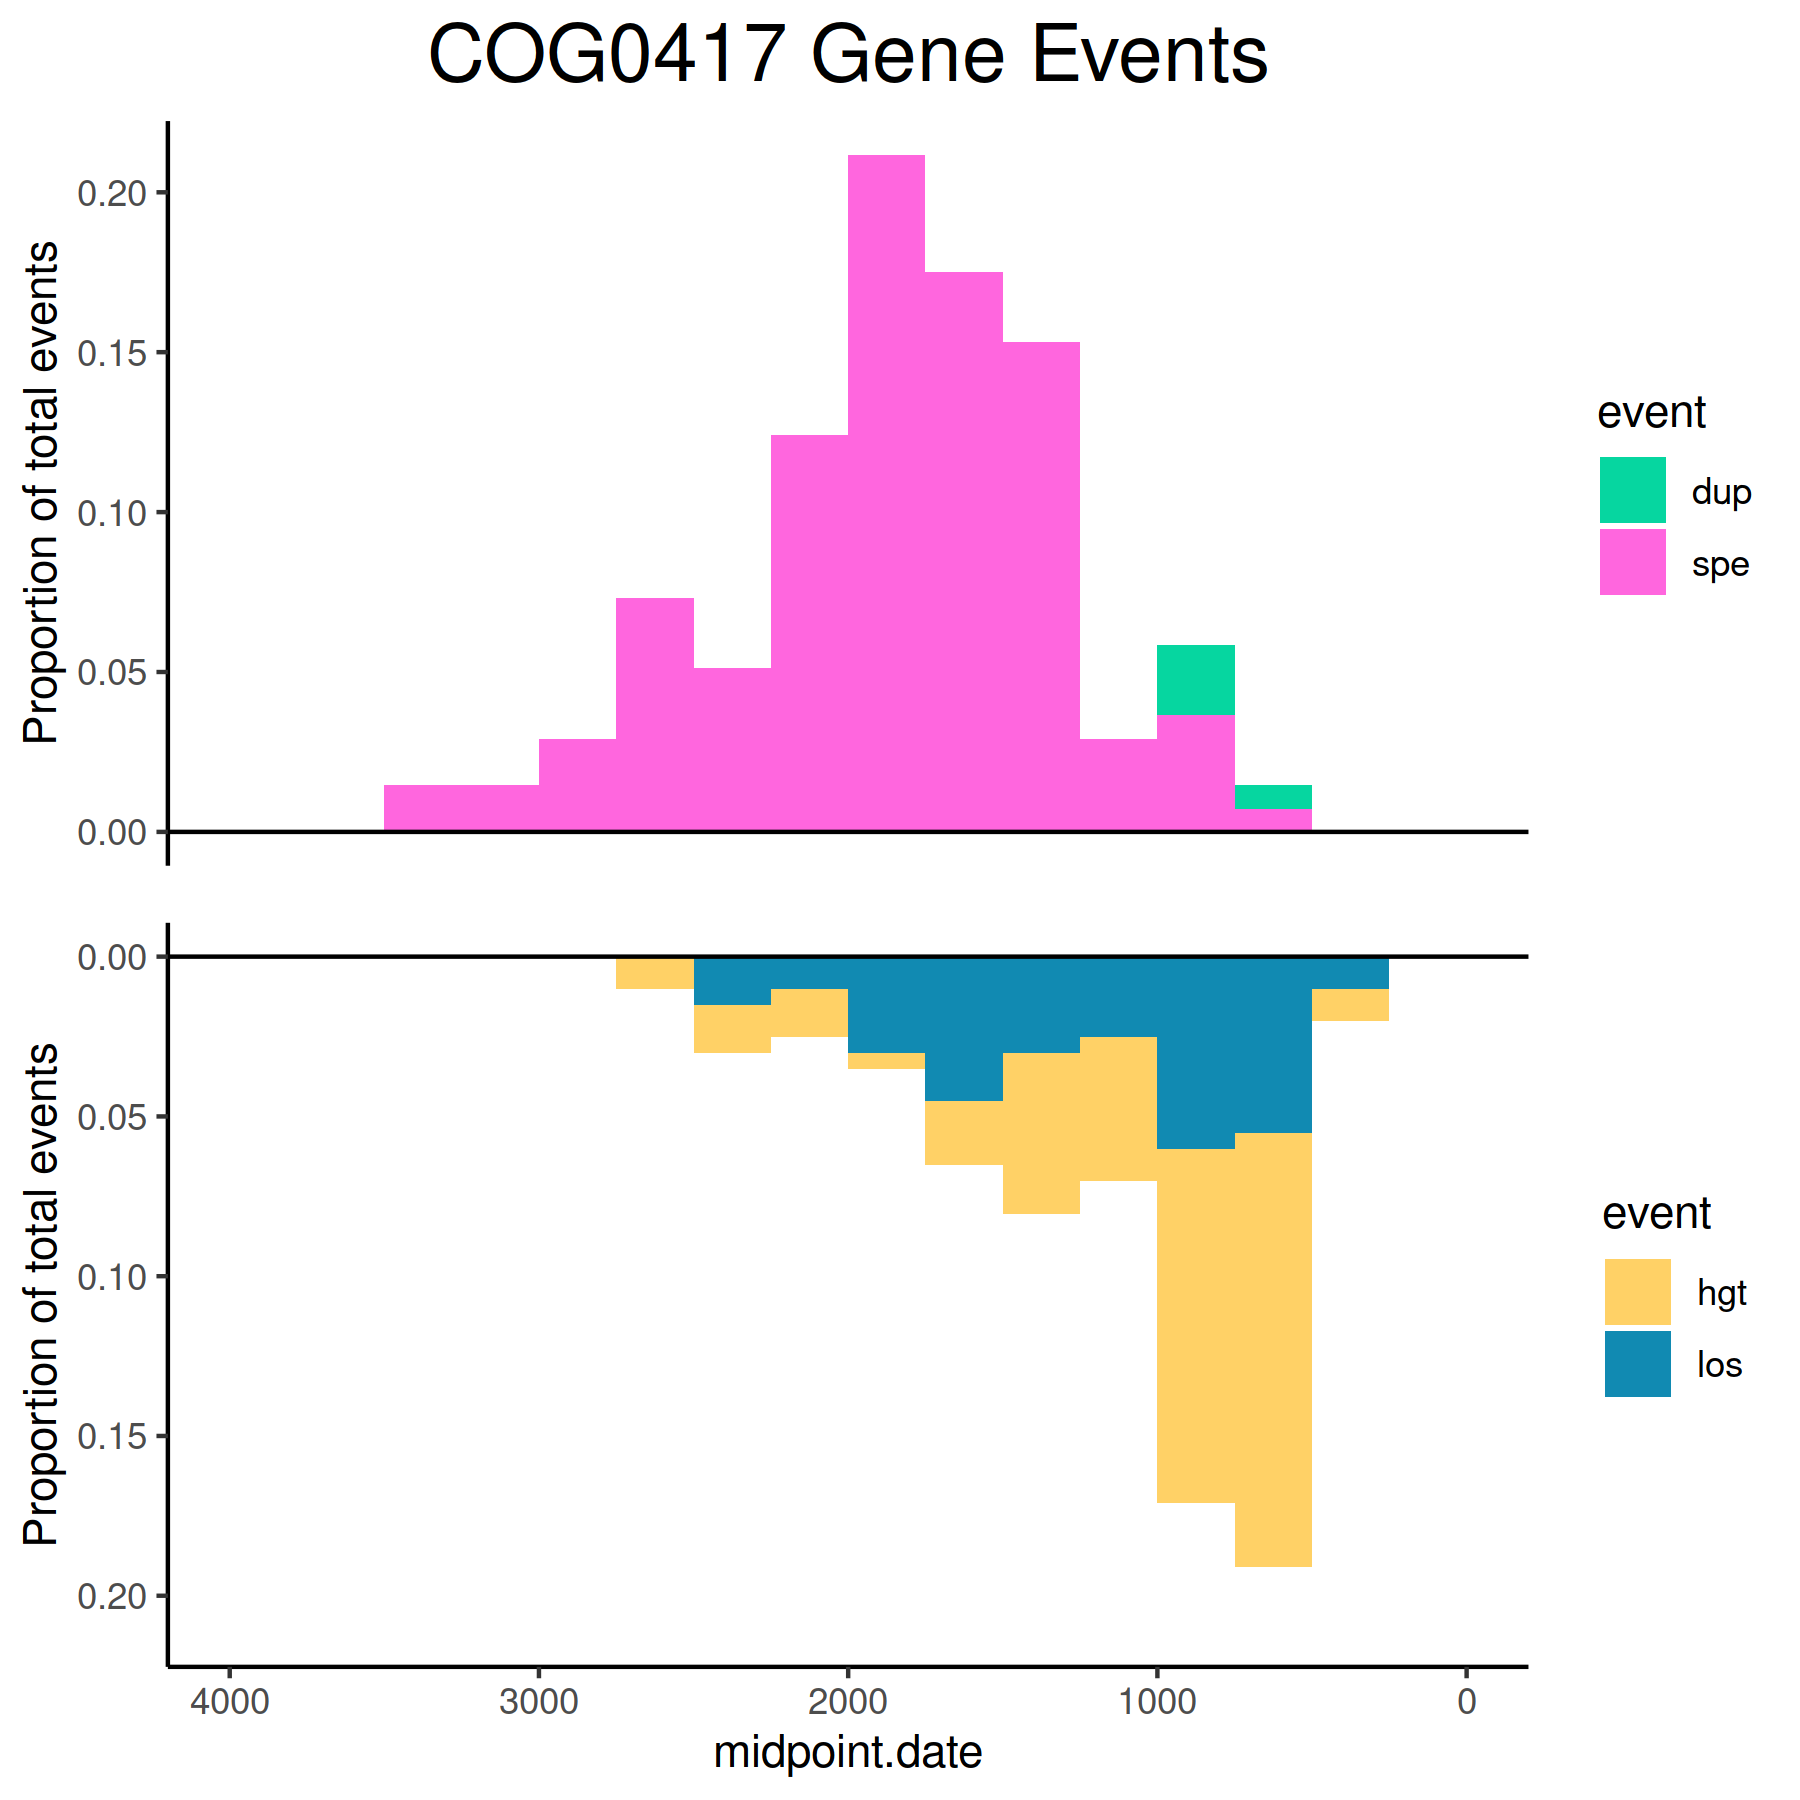 COG0417 Gene Events
Proportion of total events
0.20
0.15
0.10
0.05
0.00
event
dup
spe
Proportion of total events
0.00
0.05
0.10
0.15
0.20
event
hgt
los
4000 3000 2000 1000 0
midpoint.date